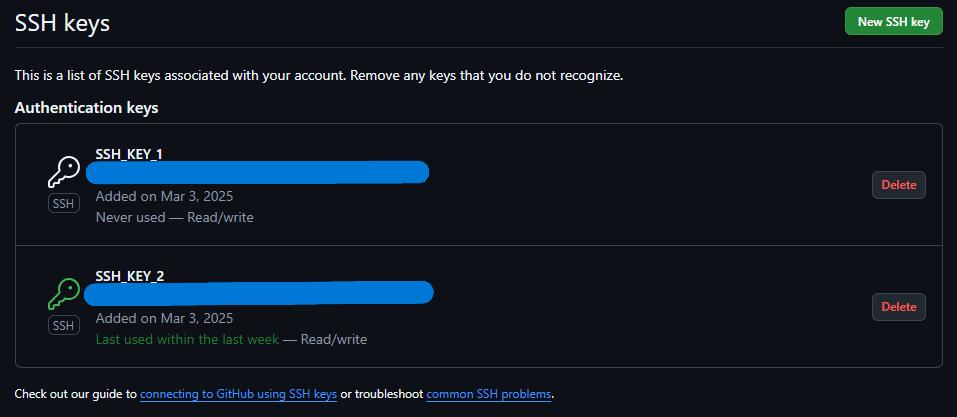 SSH keys
New SSH key
This is a list of SSH keys associated with your account. Remove any keys that you do not recognize.
Authentication keys
SSH_KEY_1
Added on Mar 3, 2025
Never used — Read/write
SSH
Delete
SSH_KEY_2
Added on Mar 3, 2025
Last used within the last week — Read/write
SSH
Delete
Check out our guide to connecting to GitHub using SSH keys or troubleshoot common SSH problems.